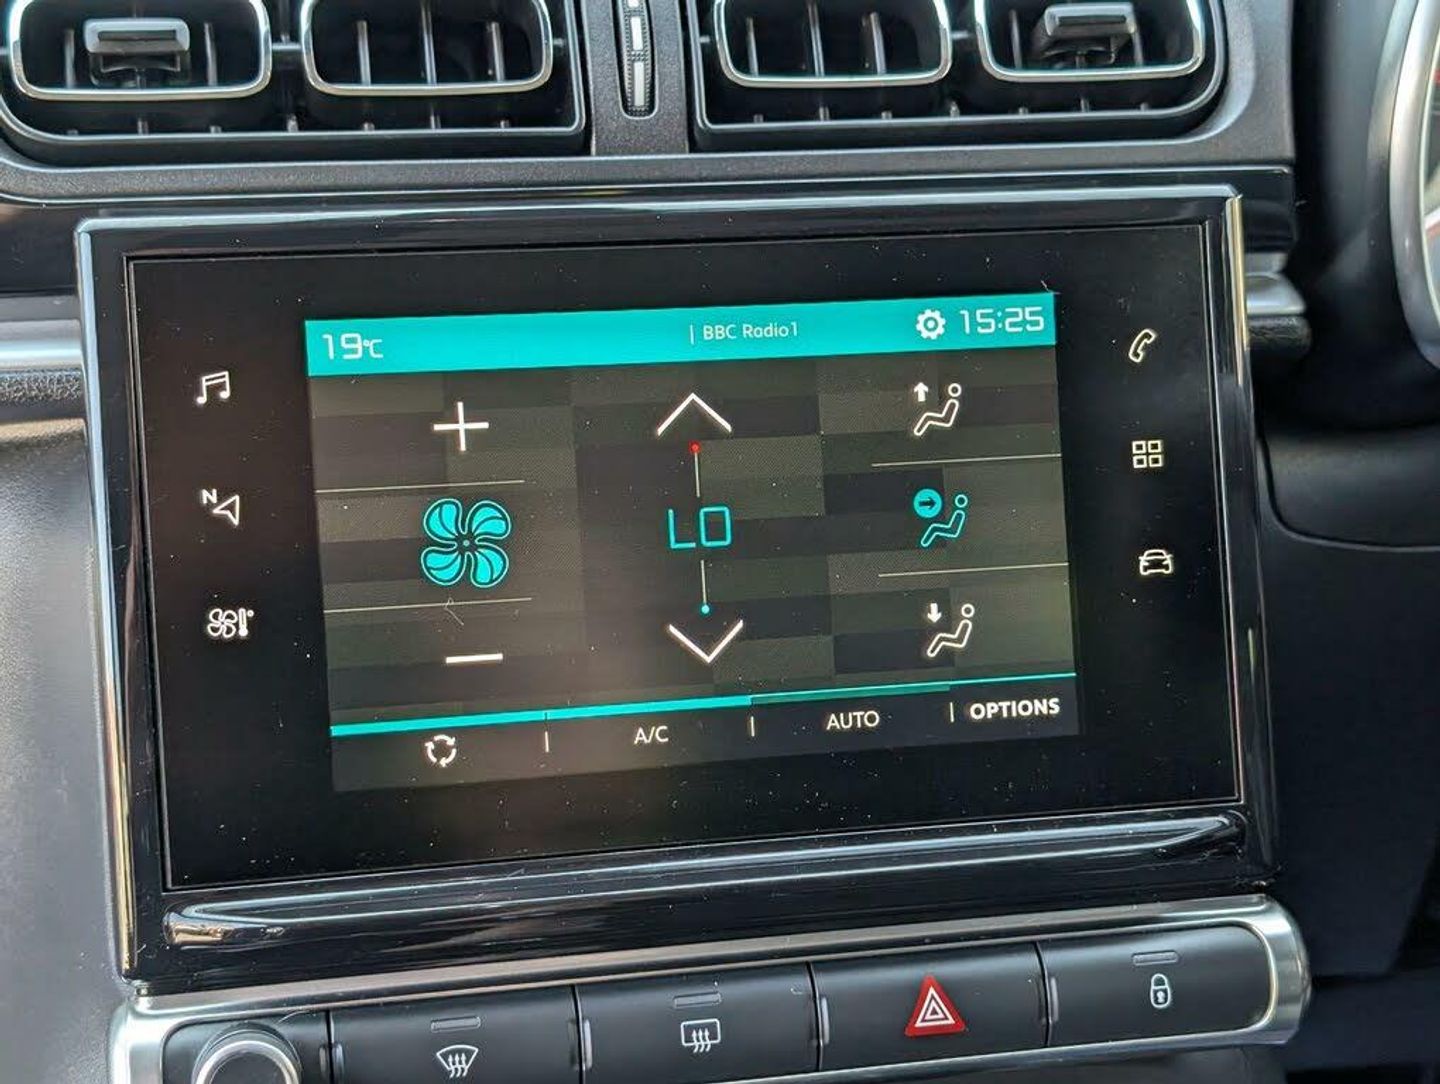 19°C
| BBC Radio1
15:25
N
LO
A/C
AUTO
OPTIONS